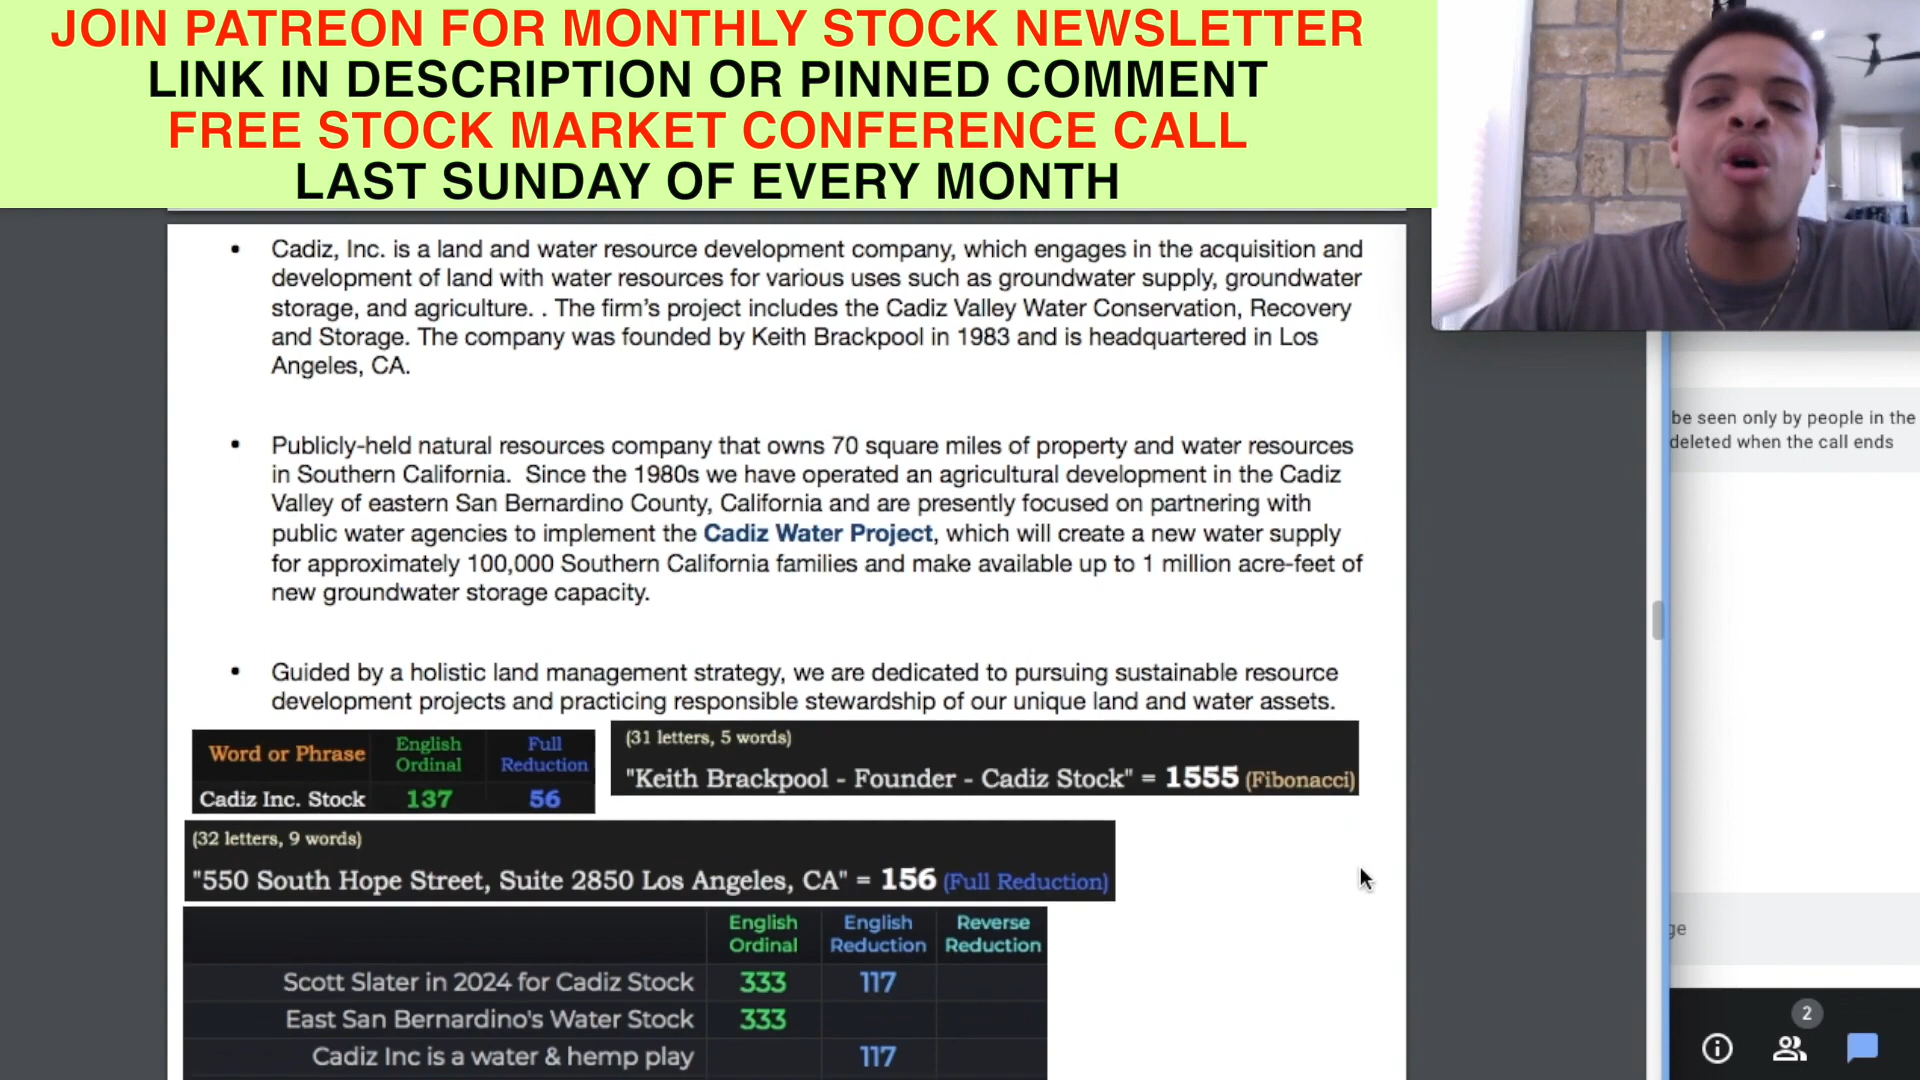 JOIN PATREON FOR MONTHLY STOCK NEWSLETTER
LINK IN DESCRIPTION OR PINNED COMMENT
FREE STOCK MARKET CONFERENCE CALL
LAST SUNDAY OF EVERY MONTH
• Cadiz, Inc. is a land and water resource development company, which engages in the acquisition and
development of land with water resources for various uses such as groundwater supply, groundwater
storage, and agriculture. . The firm's project includes the Cadiz Valley Water Conservation, Recovery
and Storage. The company was founded by Keith Brackpool in 1983 and is headquartered in Los
Angeles, CA.
• Publicly-held natural resources company that owns 70 square miles of property and water resources
in Southern California. Since the 1980s we have operated an agricultural development in the Cadiz
Valley of eastern San Bernardino County, California and are presently focused on partnering with
public water agencies to implement the Cadiz Water Project, which will create a new water supply
for approximately 100,000 Southern California families and make available up to 1 million acre-feet of
new groundwater storage capacity.
• Guided by a holistic land management strategy, we are dedicated to pursuing sustainable resource
development projects and practicing responsible stewardship of our unique land and water assets.
Word or Phrase English Ordinal Full Reduction
Cadiz Inc. Stock 137 56
(31 letters, 5 words)
"Keith Brackpool - Founder - Cadiz Stock" = 1555 (Fibonacci)
(32 letters, 9 words)
"550 South Hope Street, Suite 2850 Los Angeles, CA" = 156 (Full Reduction)
English Ordinal English Reduction Reverse Reduction
Scott Slater in 2024 for Cadiz Stock 333 117
East San Bernardino's Water Stock 333
Cadiz Inc is a water & hemp play 117
be seen only by people in the
deleted when the call ends
ge
2